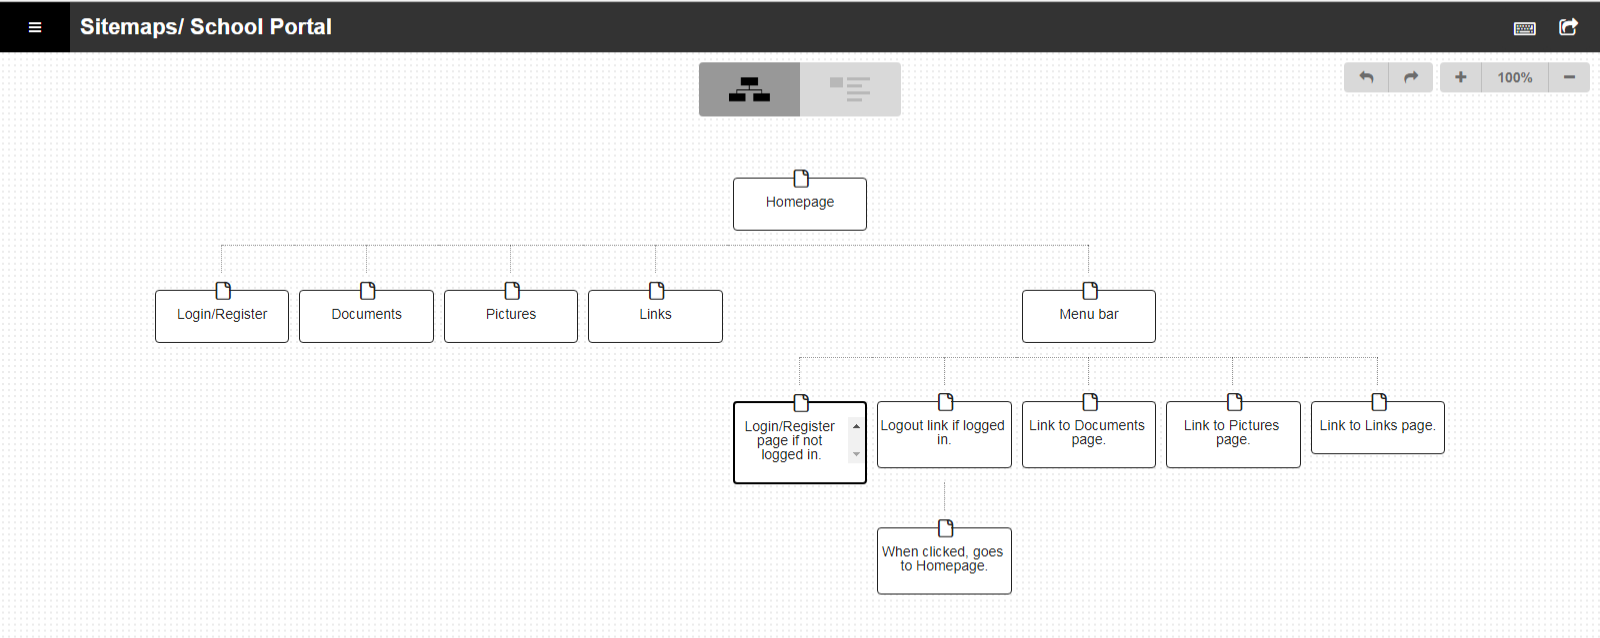 Sitemaps/ School Portal
100%
Homepage
Login/Register
Documents
Pictures
Links
Menu bar
Login/Register
page if not
logged in.
Logout link if logged
in.
Link to Documents
page.
Link to Pictures
page.
Link to Links page.
When clicked, goes
to Homepage.